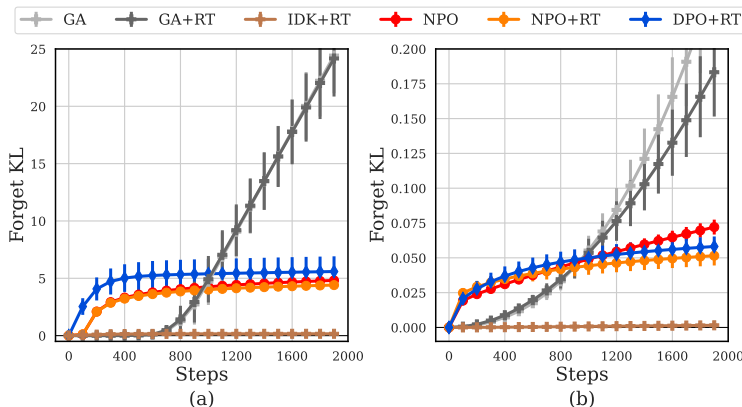 GA GA+RT IDK+RT NPO NPO+RT DPO+RT
25
20
15
10
5
0
Forget KL
0 400 800 1200 1600 2000
Steps
(a)
0.200
0.175
0.150
0.125
0.100
0.075
0.050
0.025
0.000
Forget KL
0 400 800 1200 1600 2000
Steps
(b)